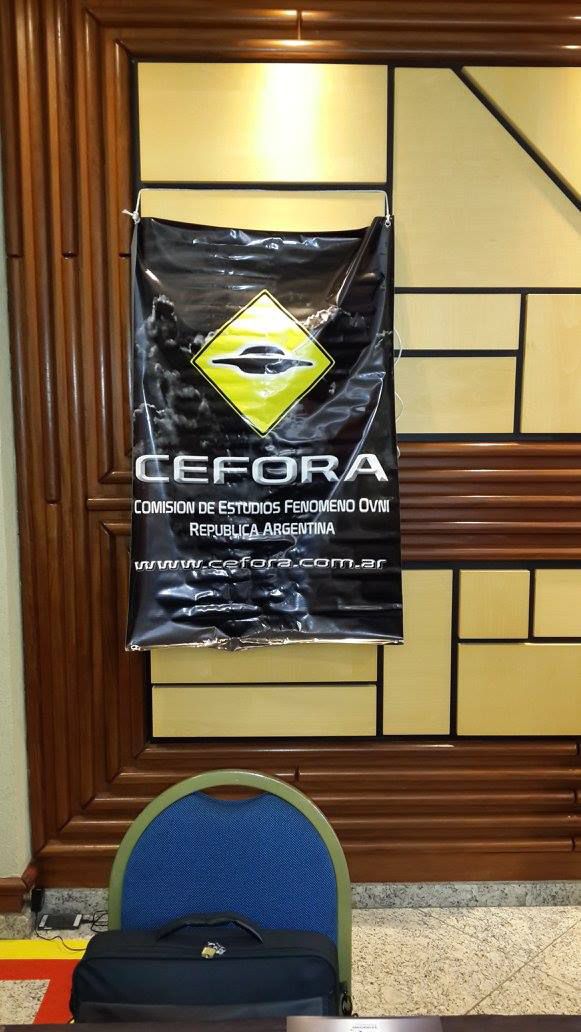 CEFORA
COMISION DE ESTUDIOS FENOMENO OVNI
REPUBLICA ARGENTINA
www.cefora.com.ar